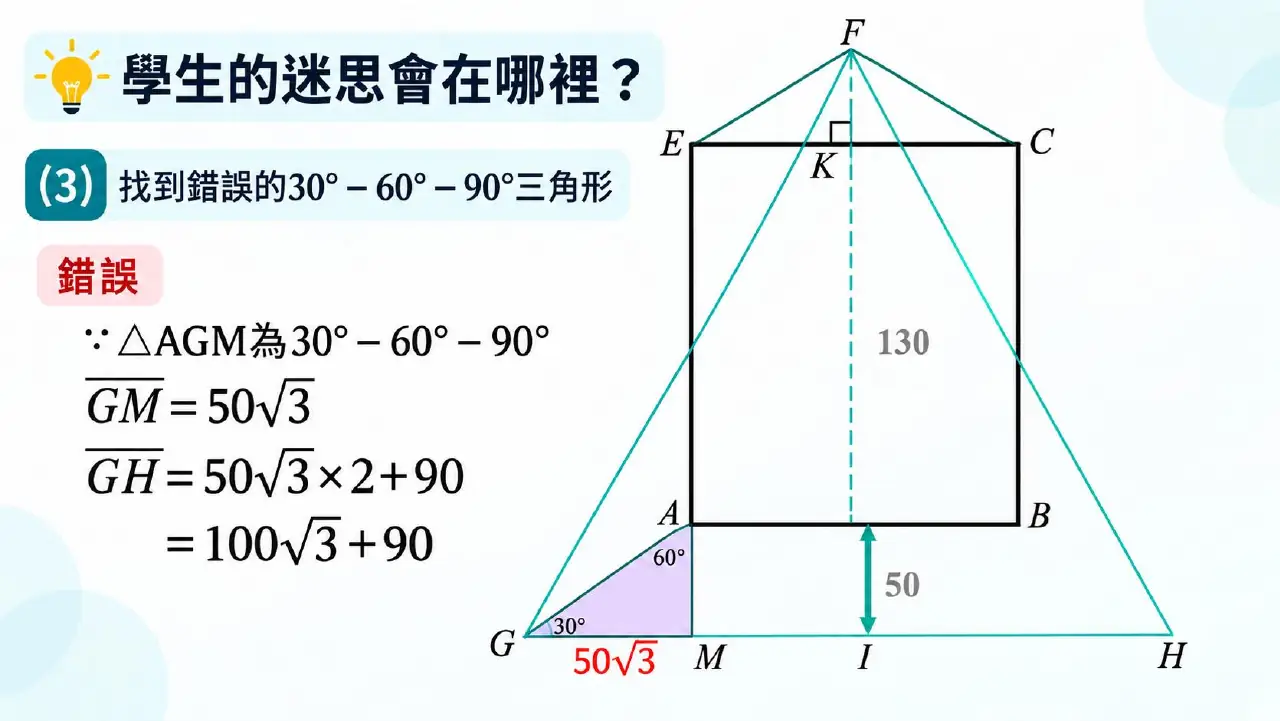 學生的迷思會在哪裡？
(3) 找到錯誤的30° – 60° – 90°三角形
錯誤
∵ △AGM為30° – 60° – 90°
\overline{GM} = 50√3
\overline{GH} = 50√3 × 2 + 90
= 100√3 + 90
F
E
K
C
130
A
B
60°
50
30°
G
50√3
M
I
H